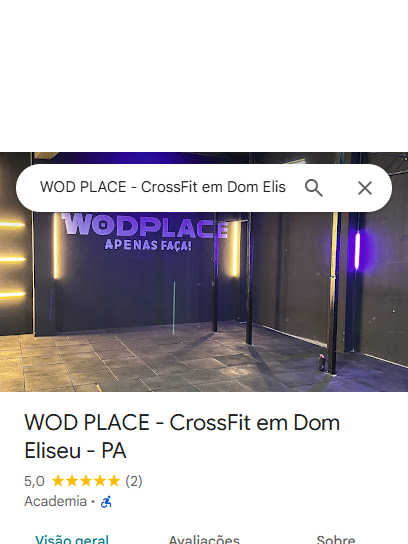 WOD PLACE - CrossFit em Dom Elis
WODPLACE
APENAS FAÇA!
WOD PLACE - CrossFit em Dom
Eliseu - PA
5,0 (2)
Academia ·
Visão geral Avaliações Sobre